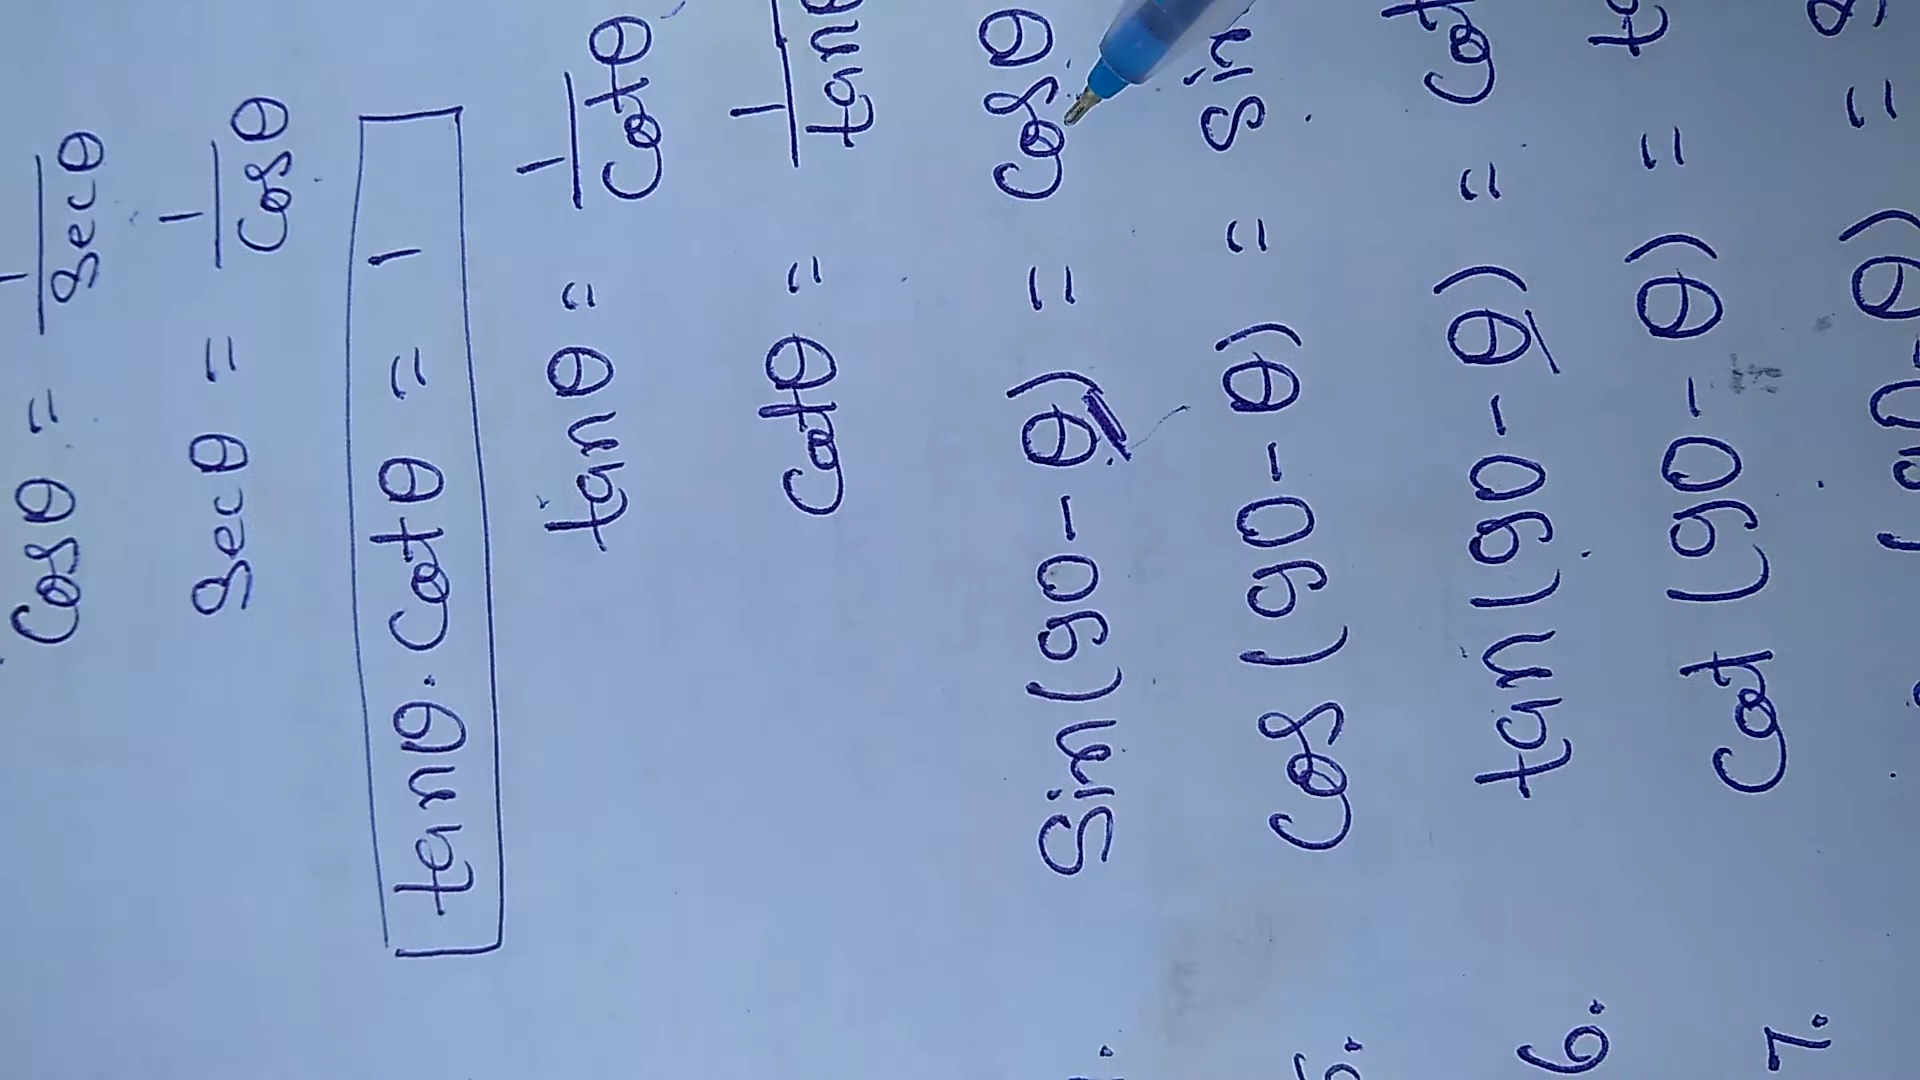 Cosθ = 1/Secθ
Secθ = 1/Cosθ
tanθ . Cotθ = 1
tanθ = 1/Cotθ
Cotθ = 1/tanθ
Sin(90-θ) = Cosθ
5. Cos(90-θ) = Sin
6. tan(90-θ) = Cot
7. Cot(90-θ) = t